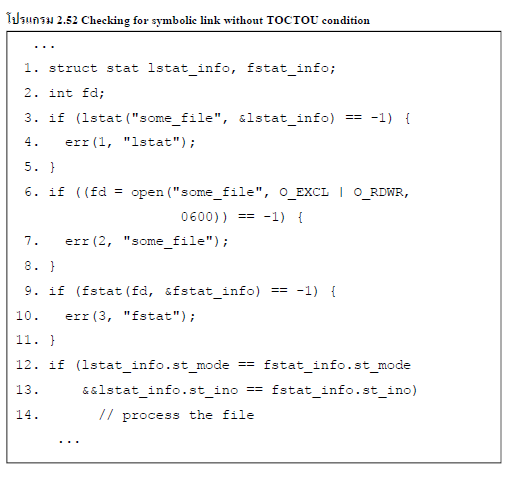 โปรแกรม 2.52 Checking for symbolic link without TOCTOU condition
...
1. struct stat lstat_info, fstat_info;
2. int fd;
3. if (lstat("some_file", &lstat_info) == -1) {
4. err(1, "lstat");
5. }
6. if ((fd = open("some_file", O_EXCL | O_RDWR,
0600)) == -1) {
7. err(2, "some_file");
8. }
9. if (fstat(fd, &fstat_info) == -1) {
10. err(3, "fstat");
11. }
12. if (lstat_info.st_mode == fstat_info.st_mode
13. &&lstat_info.st_ino == fstat_info.st_ino)
14. // process the file
...